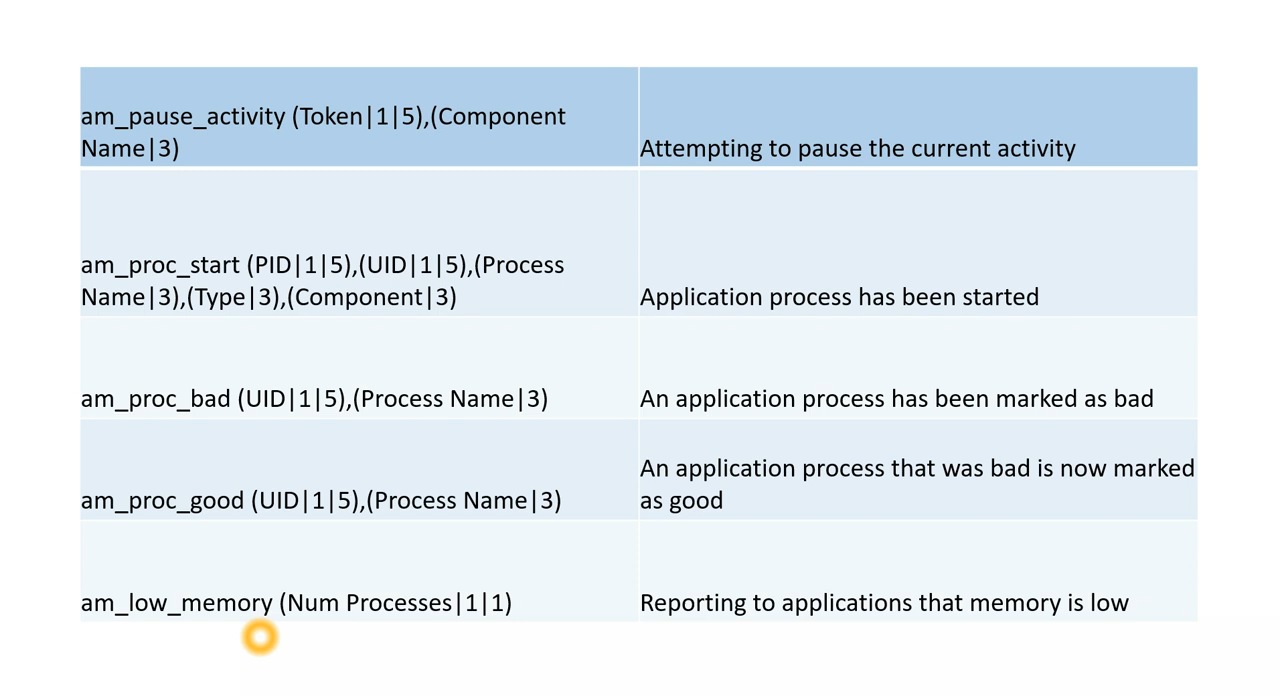 am_pause_activity (Token|1|5),(Component
Name|3)
Attempting to pause the current activity
am_proc_start (PID|1|5),(UID|1|5),(Process
Name|3),(Type|3),(Component|3)
Application process has been started
am_proc_bad (UID|1|5),(Process Name|3)
An application process has been marked as bad
am_proc_good (UID|1|5),(Process Name|3)
An application process that was bad is now marked
as good
am_low_memory (Num Processes|1|1)
Reporting to applications that memory is low